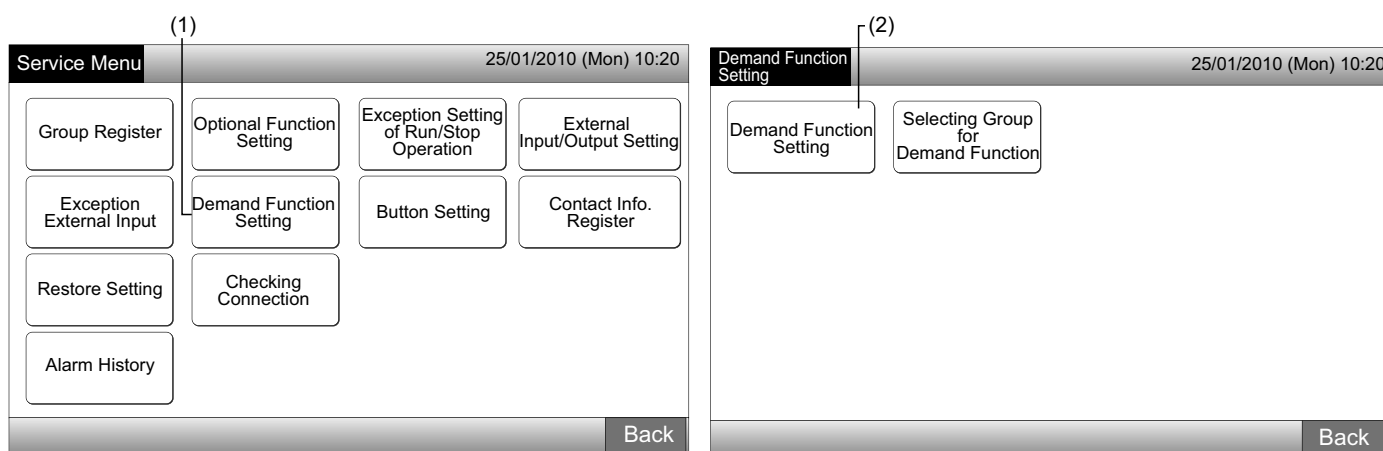 (1)
Service Menu
25/01/2010 (Mon) 10:20
Group Register
Optional Function
Setting
Exception Setting
of Run/Stop
Operation
External
Input/Output Setting
Exception
External Input
Demand Function
Setting
Button Setting
Contact Info.
Register
Restore Setting
Checking
Connection
Alarm History
Back
(2)
Demand Function
Setting
25/01/2010 (Mon) 10:20
Demand Function
Setting
Selecting Group
for
Demand Function
Back